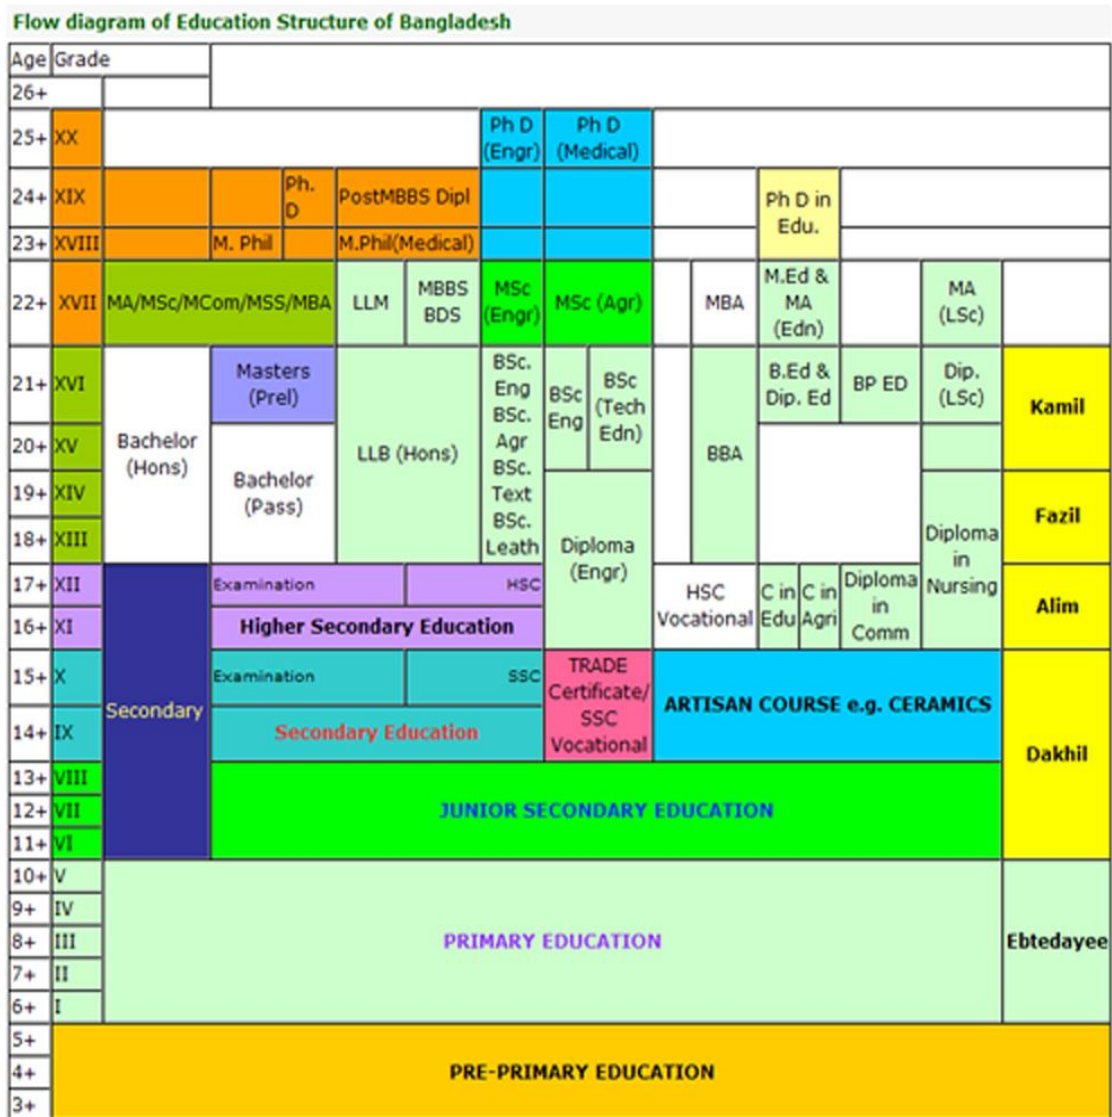 Flow diagram of Education Structure of Bangladesh
Age Grade
26+
25+ XX
Ph D
(Engr)
Ph D
(Medical)
24+ XIX
Ph.
D
PostMBBS Dipl
Ph D in
Edu.
23+ XVIII
M. Phil
M.Phil(Medical)
22+ XVII
MA/MSc/MCom/MSS/MBA
LLM
MBBS
BDS
MSc
(Engr)
MSc (Agr)
MBA
M.Ed &
MA
(Edn)
MA
(LSc)
21+ XVI
Bachelor
(Hons)
Masters
(Prel)
LLB (Hons)
BSc.
Eng
BSc.
Agr
BSc.
Text
BSc.
Leath
BSc
Eng
BSc
(Tech
Edn)
BBA
B.Ed &
Dip. Ed
BP ED
Dip.
(LSc)
Kamil
20+ XV
Bachelor
(Pass)
19+ XIV
Diploma
(Engr)
Diploma
in
Nursing
Fazil
18+ XIII
17+ XII
Secondary
Examination
HSC
HSC
Vocational
C in
Edu
C in
Agri
Diploma
in
Comm
Alim
16+ XI
Higher Secondary Education
15+ X
Examination
SSC
TRADE
Certificate/
SSC
Vocational
ARTISAN COURSE e.g. CERAMICS
Dakhil
14+ IX
Secondary Education
13+ VIII
JUNIOR SECONDARY EDUCATION
12+ VII
11+ VI
10+ V
PRIMARY EDUCATION
Ebtedayee
9+ IV
8+ III
7+ II
6+ I
5+
PRE-PRIMARY EDUCATION
4+
3+